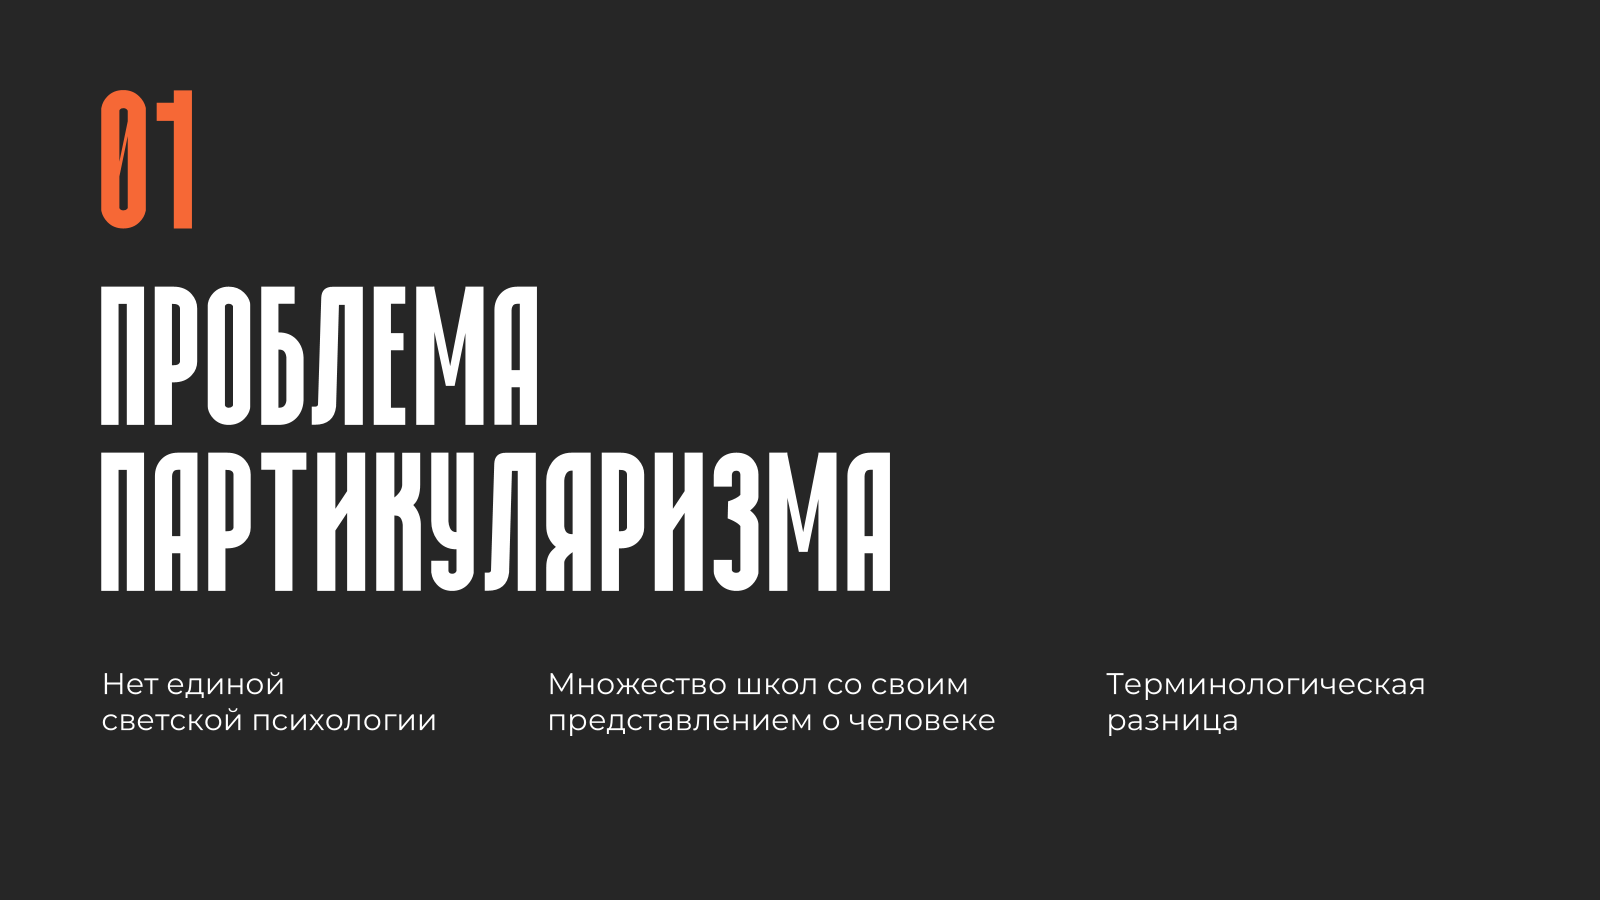 01
ПРОБЛЕМА
ПАРТИКУЛЯРИЗМА
Нет единой
светской психологии
Множество школ со своим
представлением о человеке
Терминологическая
разница